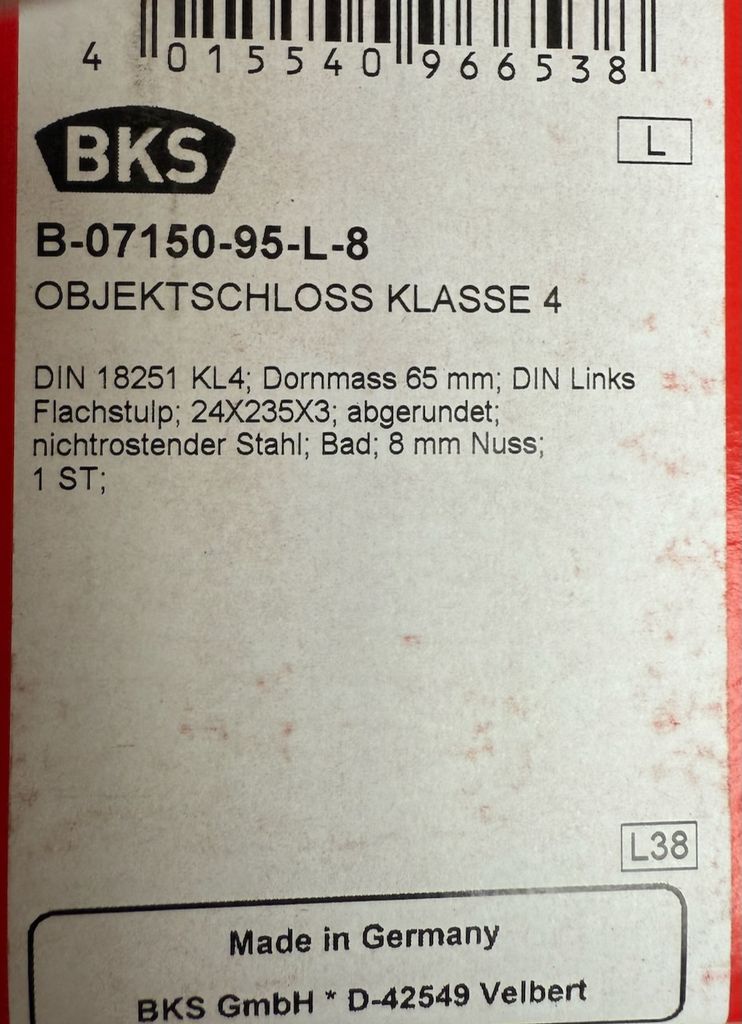 4 015540 966538
BKS
L
B-07150-95-L-8
OBJEKTSCHLOSS KLASSE 4
DIN 18251 KL4; Dornmass 65 mm; DIN Links
Flachstulp; 24X235X3; abgerundet;
nichtrostender Stahl; Bad; 8 mm Nuss;
1 ST;
L38
Made in Germany
BKS GmbH * D-42549 Velbert